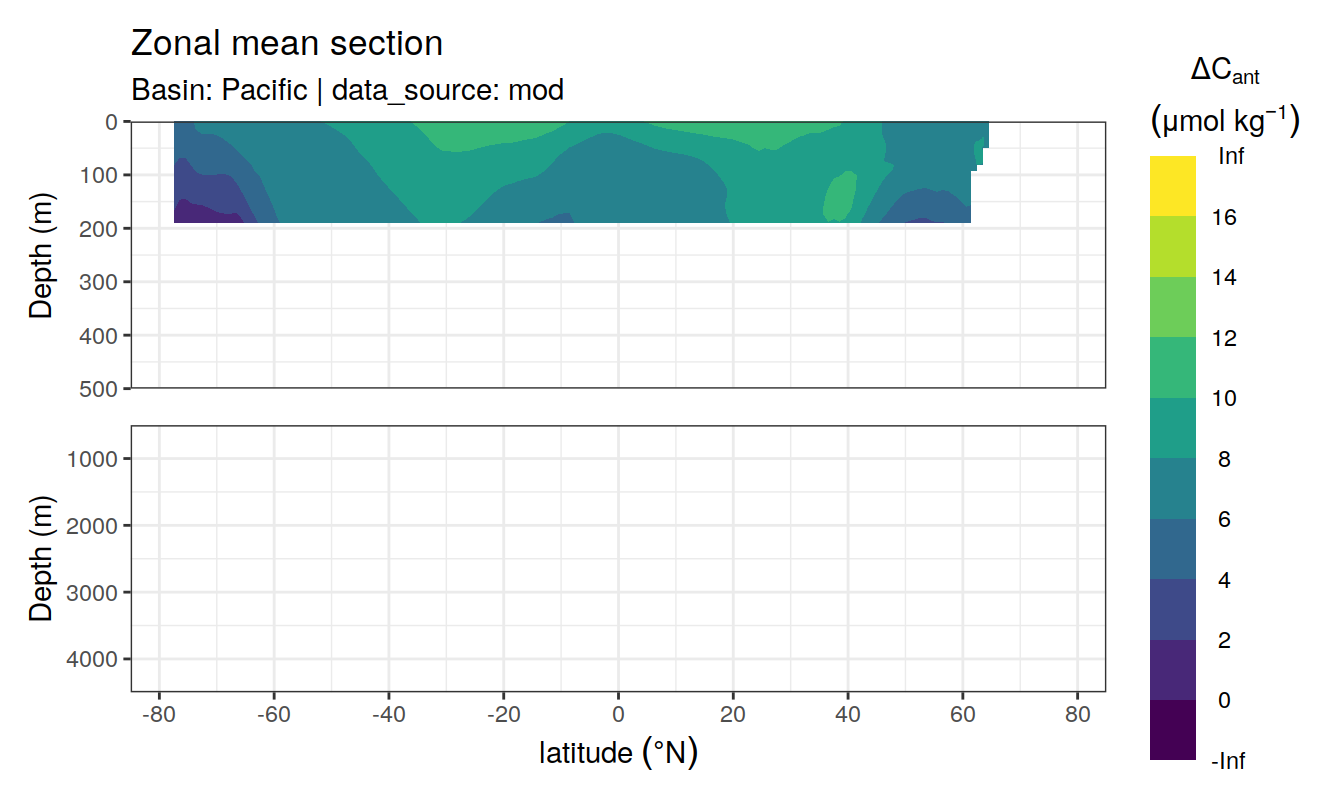 Zonal mean section
Basin: Pacific | data_source: mod
ΔCant
(µmol kg⁻¹)
Inf
16
14
12
10
8
6
4
2
0
-Inf
Depth (m)
0
100
200
300
400
500
Depth (m)
1000
2000
3000
4000
-80 -60 -40 -20 0 20 40 60 80
latitude (°N)